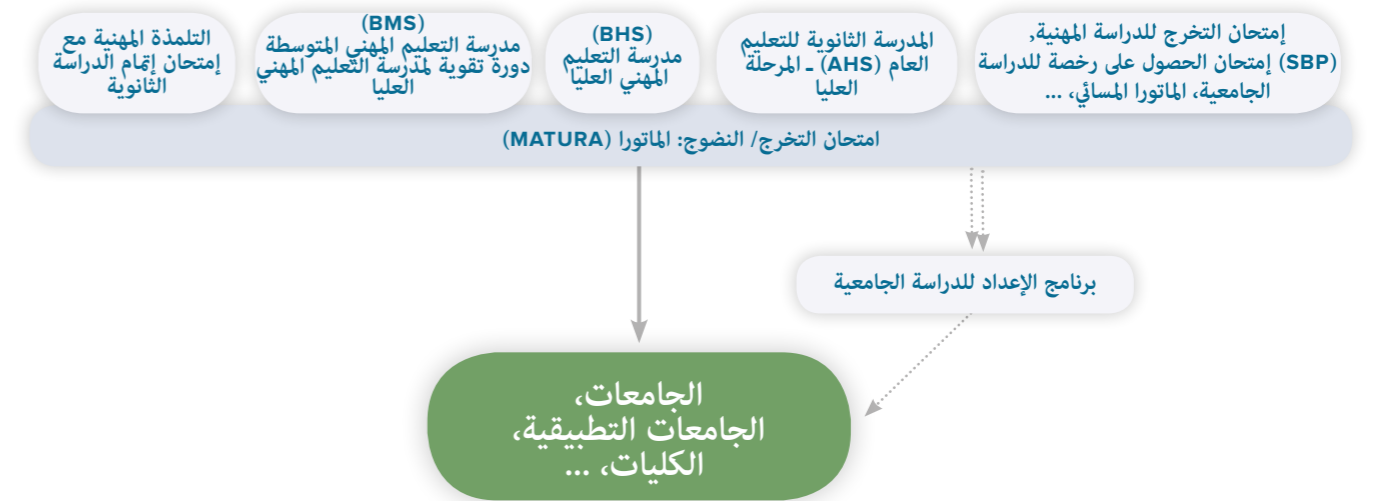 إمتحان التخرج للدراسة المهنية,
(SBP) إمتحان الحصول على رخصة للدراسة
الجامعية، الماتورا المسائي، ...
المدرسة الثانوية للتعليم
العام (AHS) ـ المرحلة
العليا
(BHS)
مدرسة التعليم
المهني العليا
(BMS)
مدرسة التعليم المهني المتوسطة
دورة تقوية لمدرسة التعليم المهني
العليا
التلمذة المهنية مع
إمتحان إتمام الدراسة
الثانوية
امتحان التخرج/ النضوج: الماتورا (MATURA)
برنامج الإعداد للدراسة الجامعية
الجامعات،
الجامعات التطبيقية،
الكليات، ...